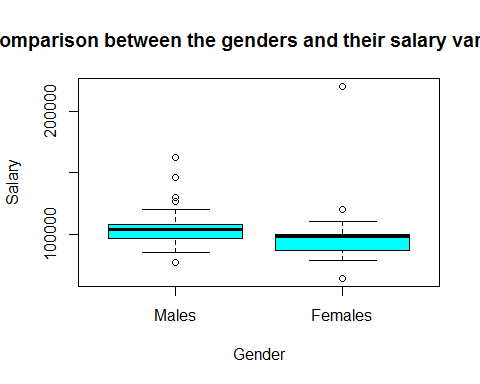 omparison between the genders and their salary var
200000
Salary
100000
Males Females
Gender